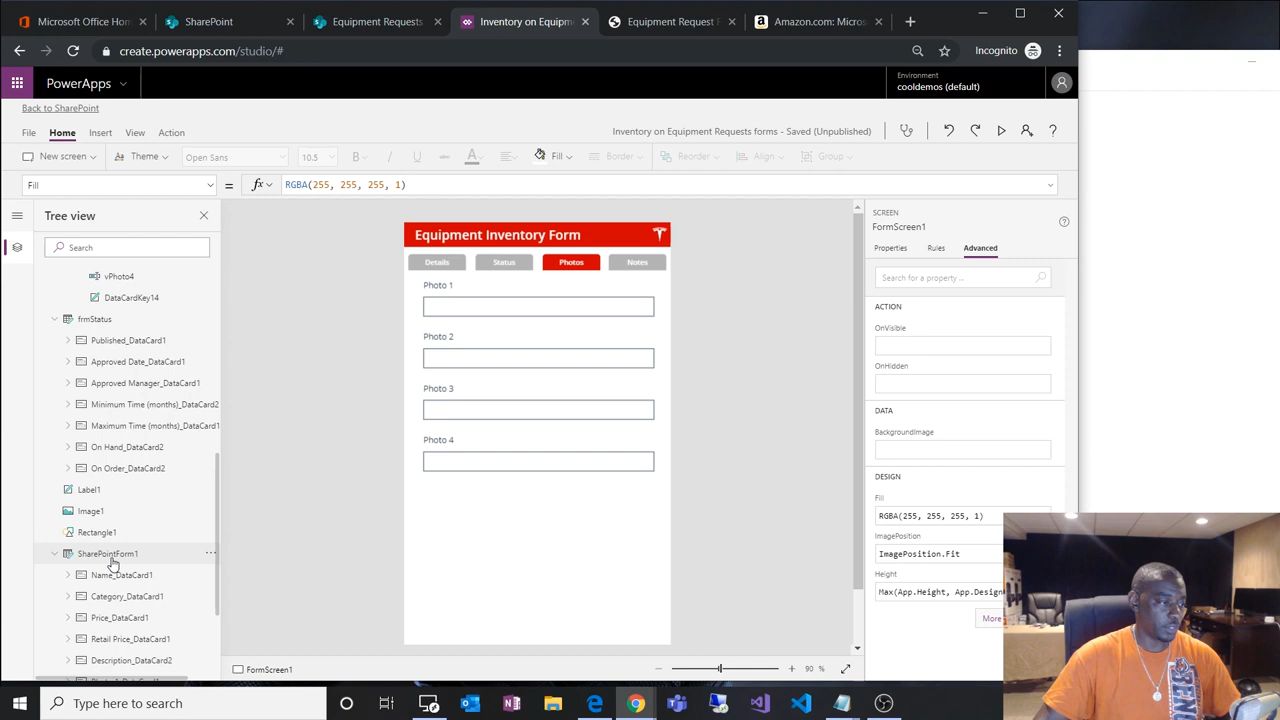 Microsoft Office Hom
SharePoint
Equipment Requests
Inventory on Equipm
Equipment Request F
Amazon.com: Micros
create.powerapps.com/studio/#
Incognito
PowerApps
Environment
cooldemos (default)
Back to SharePoint
File
Home
Insert
View
Action
Inventory on Equipment Requests forms - Saved (Unpublished)
New screen
Theme
Open Sans
10.5
B
I
U
abc
A
Fill
Border
Reorder
Align
Group
Fill
=
fx
RGBA(255, 255, 255, 1)
Tree view
Search
vPhoto4
DataCardKey14
frmStatus
Published_DataCard1
Approved Date_DataCard1
Approved Manager_DataCard1
Minimum Time (months)_DataCard2
Maximum Time (months)_DataCard1
On Hand_DataCard2
On Order_DataCard2
Label1
Image1
Rectangle1
SharePointForm1
Name_DataCard1
Category_DataCard1
Price_DataCard1
Retail Price_DataCard1
Description_DataCard2
Equipment Inventory Form
Details
Status
Photos
Notes
Photo 1
Photo 2
Photo 3
Photo 4
FormScreen1
90 %
SCREEN
FormScreen1
Properties
Rules
Advanced
Search for a property ...
ACTION
OnVisible
OnHidden
DATA
BackgroundImage
DESIGN
Fill
RGBA(255, 255, 255, 1)
ImagePosition
ImagePosition.Fit
Height
Max(App.Height, App.Design
More
Type here to search